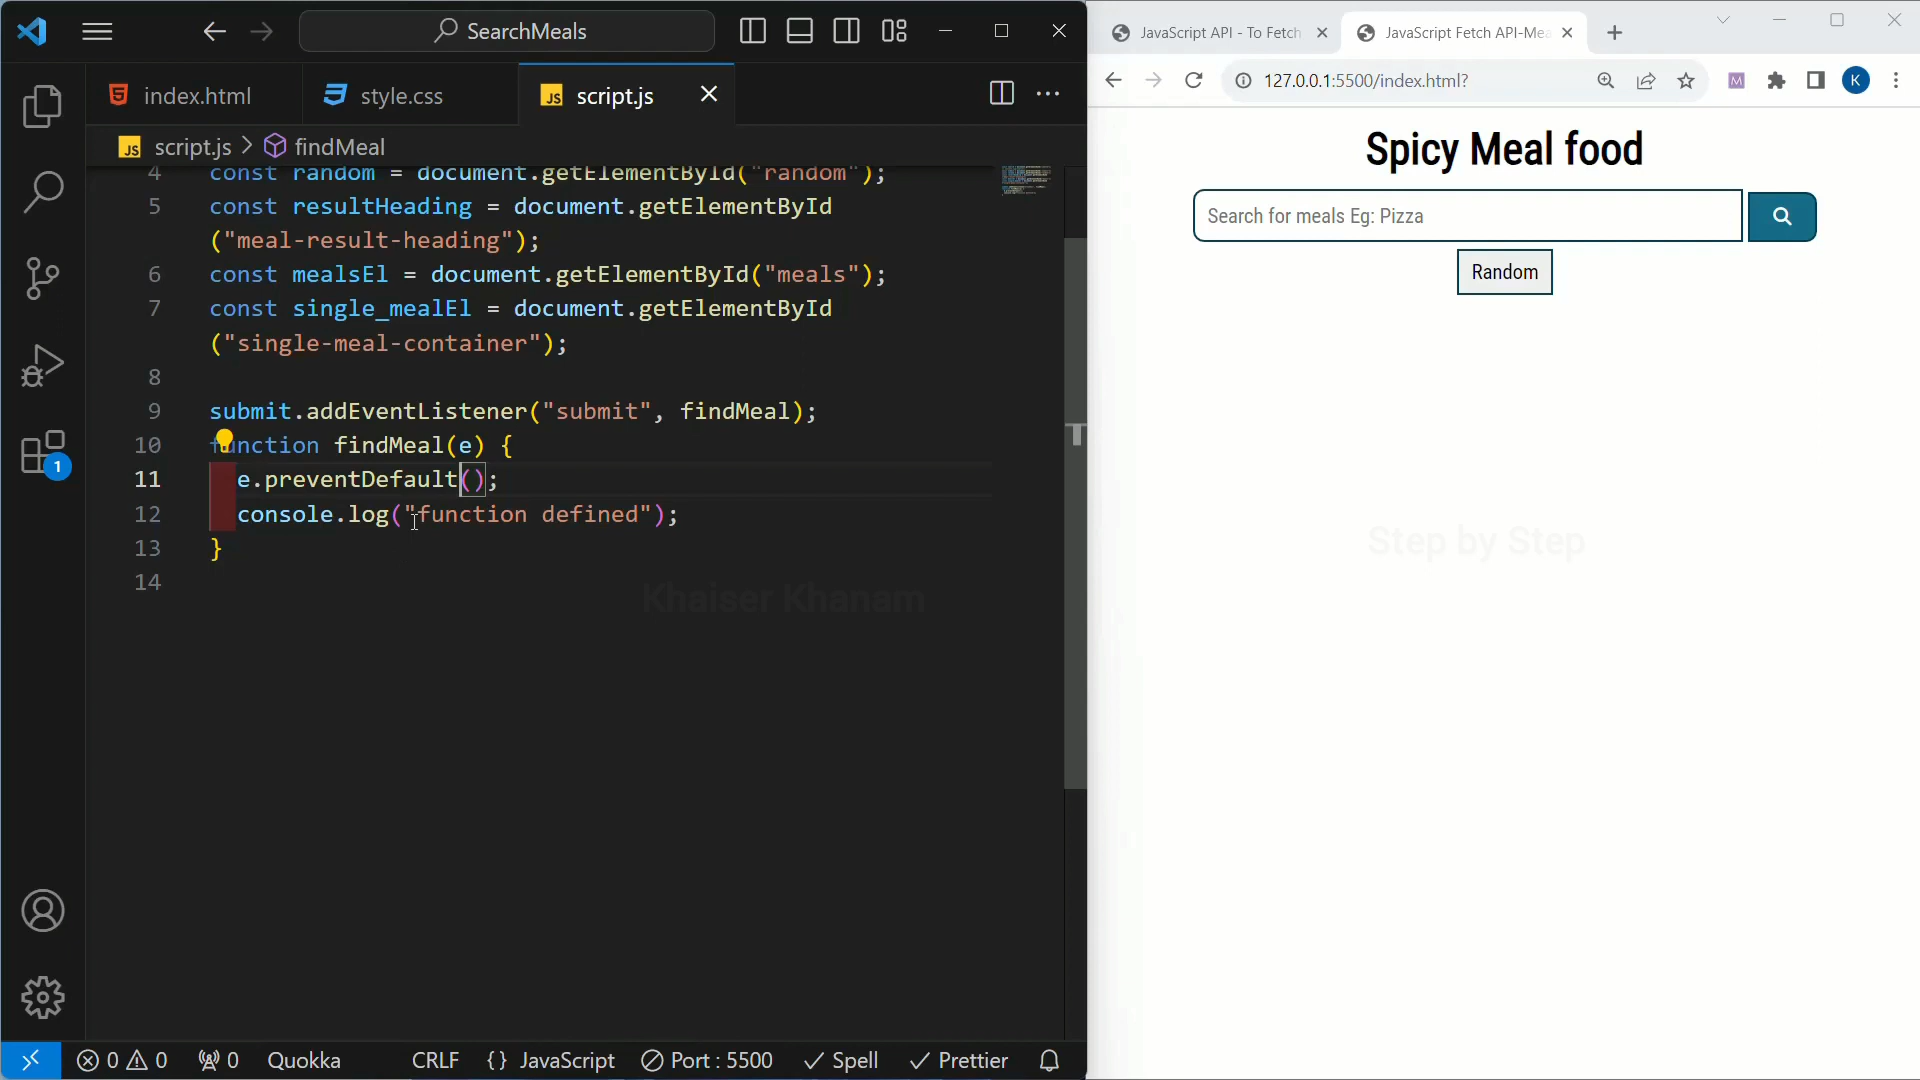 SearchMeals
index.html
style.css
JS script.js
JS script.js > findMeal
4 const random = document.getElementById("random");
5 const resultHeading = document.getElementById
("meal-result-heading");
6 const mealsEl = document.getElementById("meals");
7 const single_mealEl = document.getElementById
("single-meal-container");
8
9 submit.addEventListener("submit", findMeal);
10 function findMeal(e) {
11 e.preventDefault();
12 console.log("function defined");
13 }
14
Khaiser Khanam
1
0 0 0 Quokka CRLF {} JavaScript Port : 5500 Spell Prettier
JavaScript API - To Fetch
JavaScript Fetch API-Mea
127.0.0.1:5500/index.html?
M
K
Spicy Meal food
Search for meals Eg: Pizza
Random
Step by Step